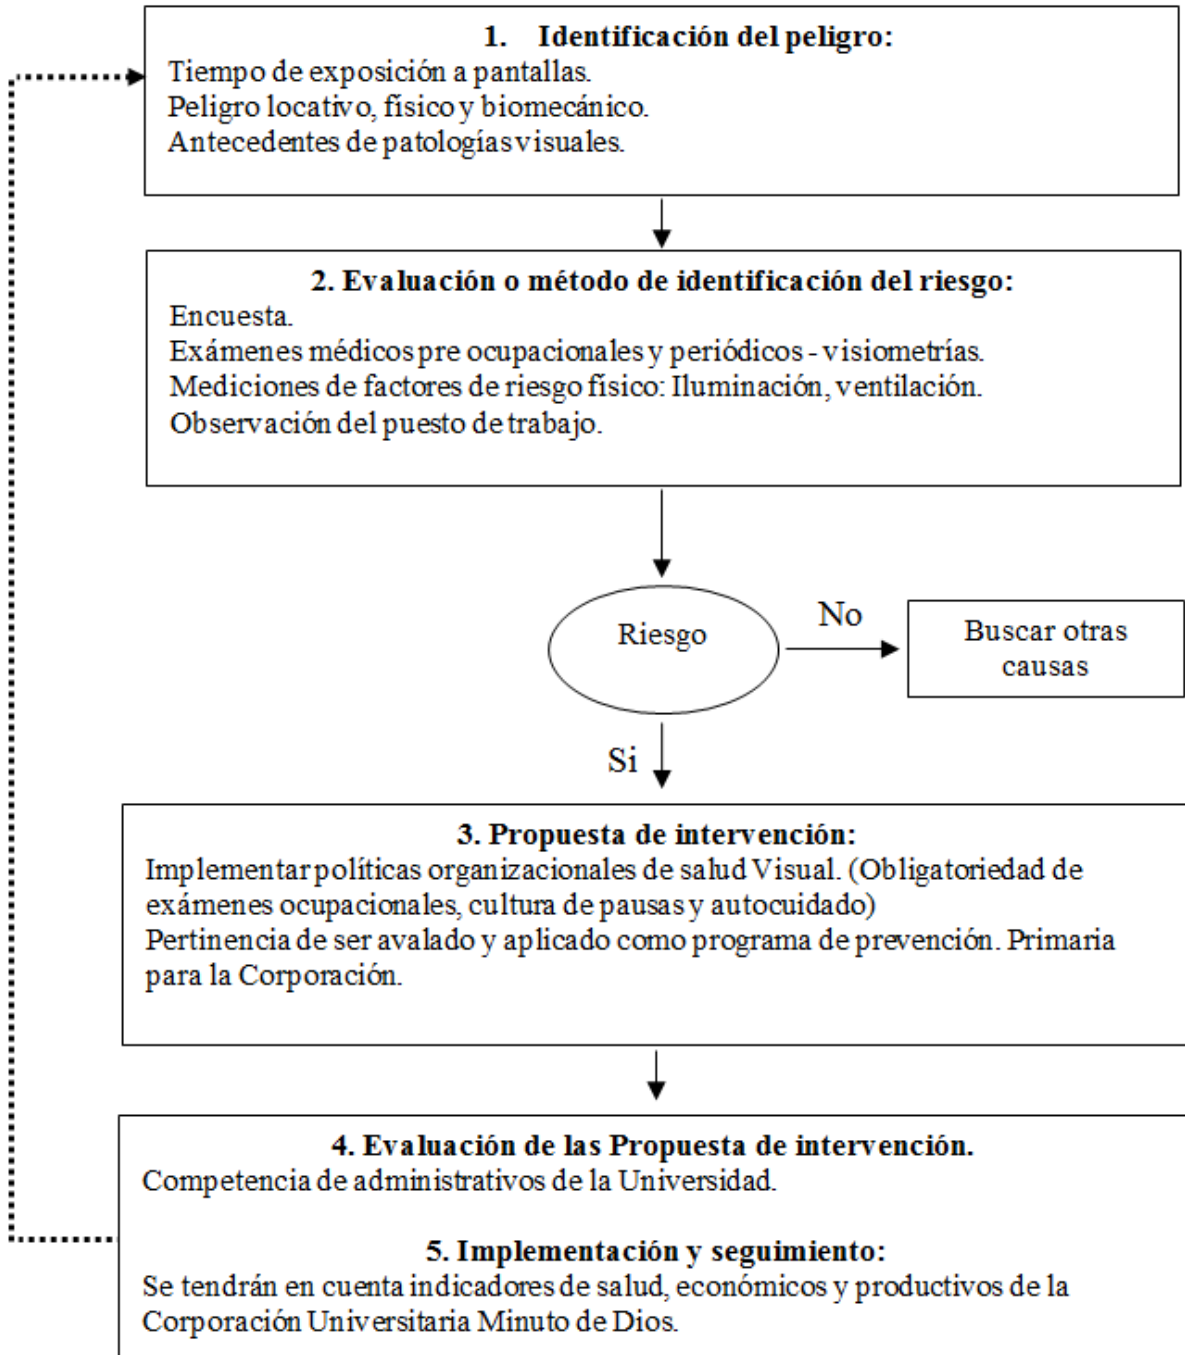 1. Identificación del peligro:
Tiempo de exposición a pantallas.
Peligro locativo, físico y biomecánico.
Antecedentes de patologías visuales.
2. Evaluación o método de identificación del riesgo:
Encuesta.
Exámenes médicos pre ocupacionales y periódicos - visiometrías.
Mediciones de factores de riesgo físico: Iluminación, ventilación.
Observación del puesto de trabajo.
Riesgo
No
Buscar otras
causas
Si
3. Propuesta de intervención:
Implementar políticas organizacionales de salud Visual. (Obligatoriedad de
exámenes ocupacionales, cultura de pausas y autocuidado)
Pertinencia de ser avalado y aplicado como programa de prevención. Primaria
para la Corporación.
4. Evaluación de las Propuesta de intervención.
Competencia de administrativos de la Universidad.
5. Implementación y seguimiento:
Se tendrán en cuenta indicadores de salud, económicos y productivos de la
Corporación Universitaria Minuto de Dios.